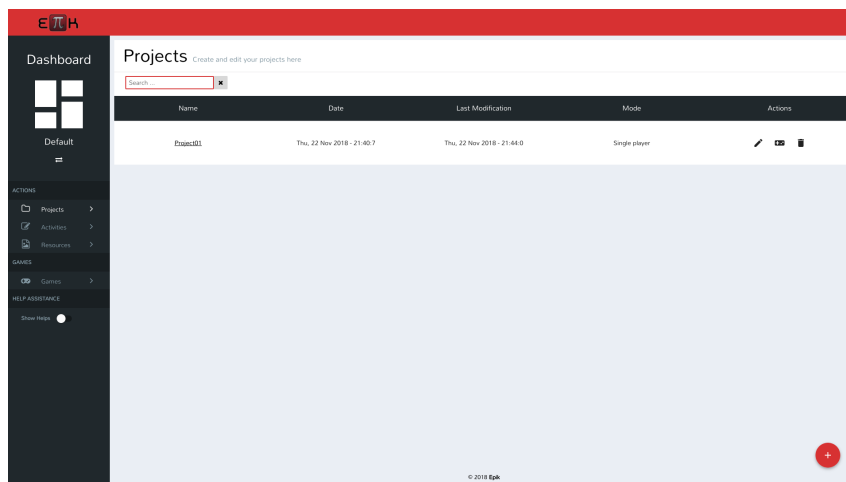 EπK
Dashboard
Default
ACTIONS
Projects
Activities
Resources
GAMES
Games
HELP ASSISTANCE
Show Helps
Projects Create and edit your projects here
Search ...
Name Date Last Modification Mode Actions
Project01 Thu, 22 Nov 2018 - 21:40:7 Thu, 22 Nov 2018 - 21:44:0 Single player
+
© 2018 Epik